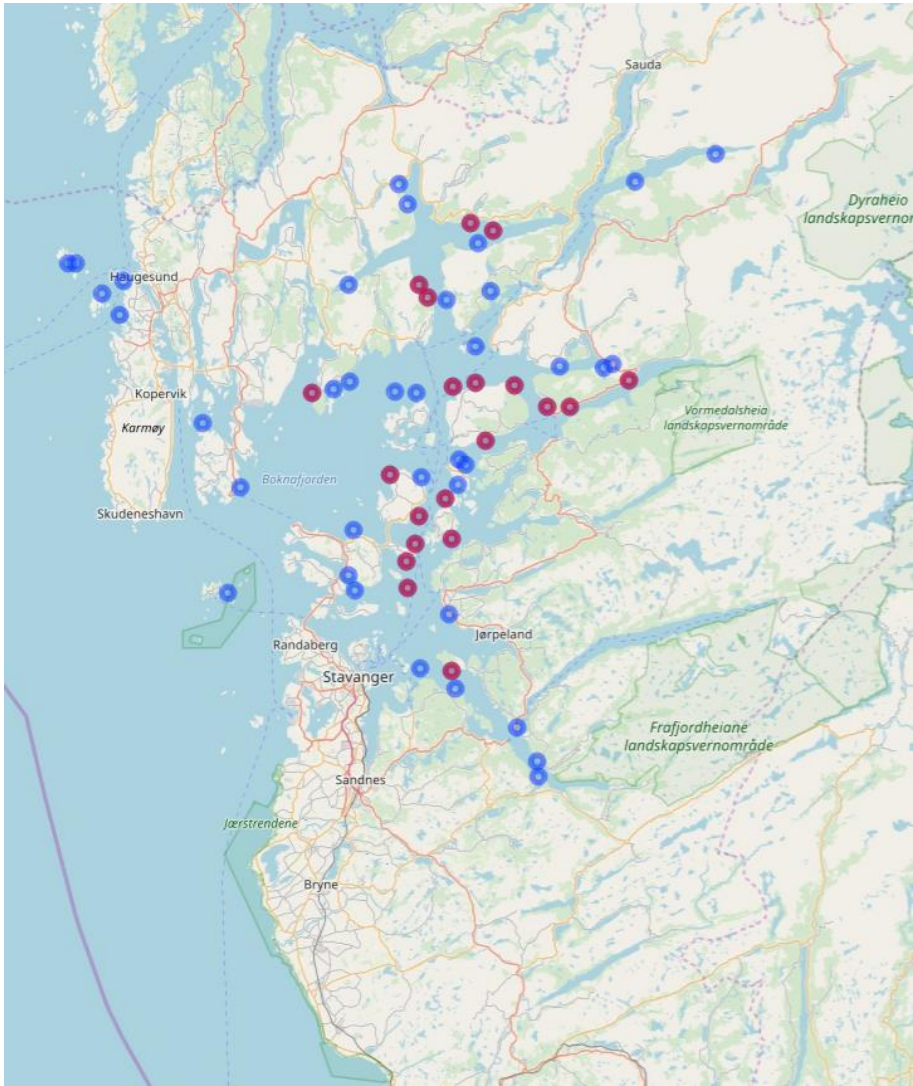 Sauda
Dyraheio
landskapsvernom
Haugesund
Kopervik
Karmøy
Vormedalsheia
landskapsvernområde
Boknafjorden
Skudeneshavn
Jørpeland
Randaberg
Stavanger
Frafjordheiane
landskapsvernområde
Sandnes
Jærstrendene
Bryne